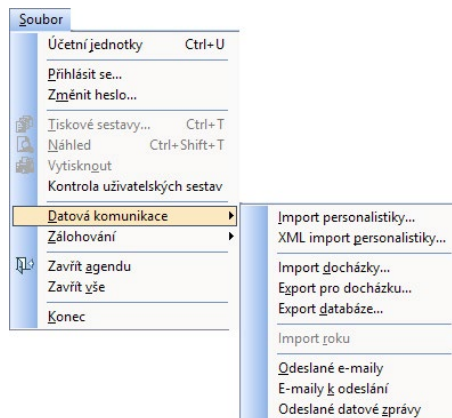 Soubor
Účetní jednotky Ctrl+U
Přihlásit se...
Změnit heslo...
Tiskové sestavy... Ctrl+T
Náhled Ctrl+Shift+T
Vytisknout
Kontrola uživatelských sestav
Datová komunikace
Zálohování
Zavřít agendu
Zavřít vše
Konec
Import personalistiky...
XML import personalistiky...
Import docházky...
Export pro docházku...
Export databáze...
Import roku
Odeslané e-maily
E-maily k odeslání
Odeslané datové zprávy